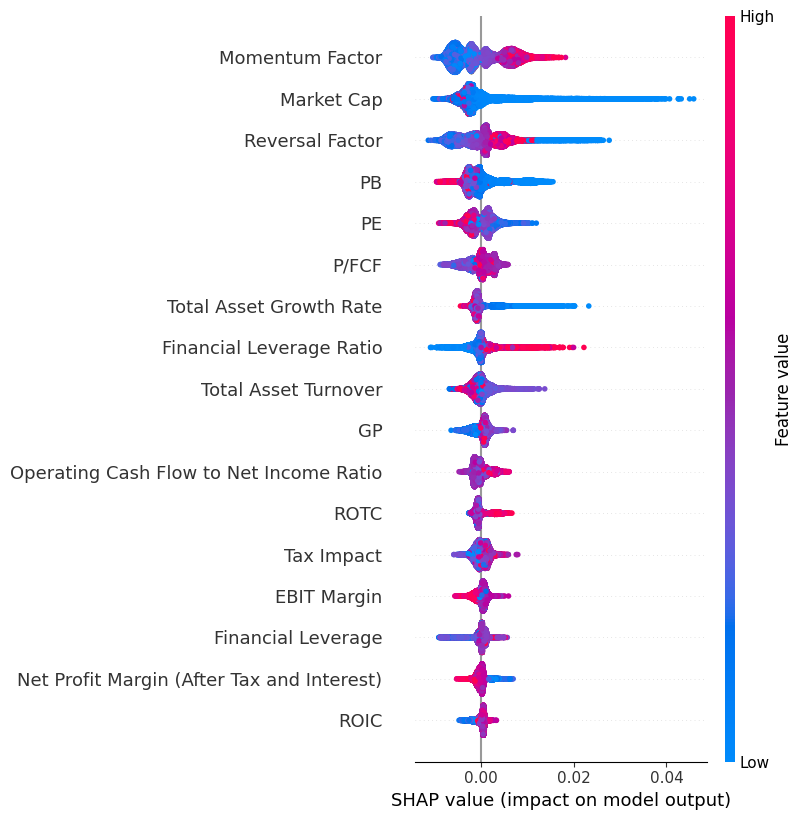 High
Momentum Factor
Market Cap
Reversal Factor
PB
PE
P/FCF
Total Asset Growth Rate
Financial Leverage Ratio
Total Asset Turnover
GP
Operating Cash Flow to Net Income Ratio
ROTC
Tax Impact
EBIT Margin
Financial Leverage
Net Profit Margin (After Tax and Interest)
ROIC
Feature value
Low
0.00 0.02 0.04
SHAP value (impact on model output)